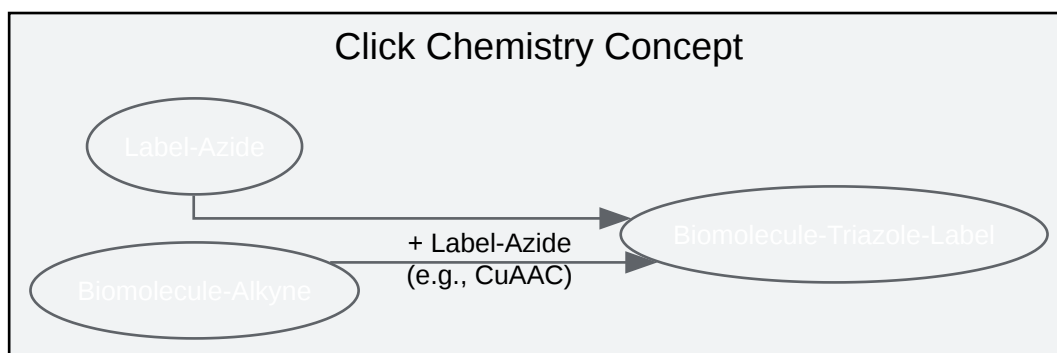 Click Chemistry Concept
Label-Azide
+ Label-Azide
(e.g., CuAAC)
Biomolecule-Triazole-Label
Biomolecule-Alkyne